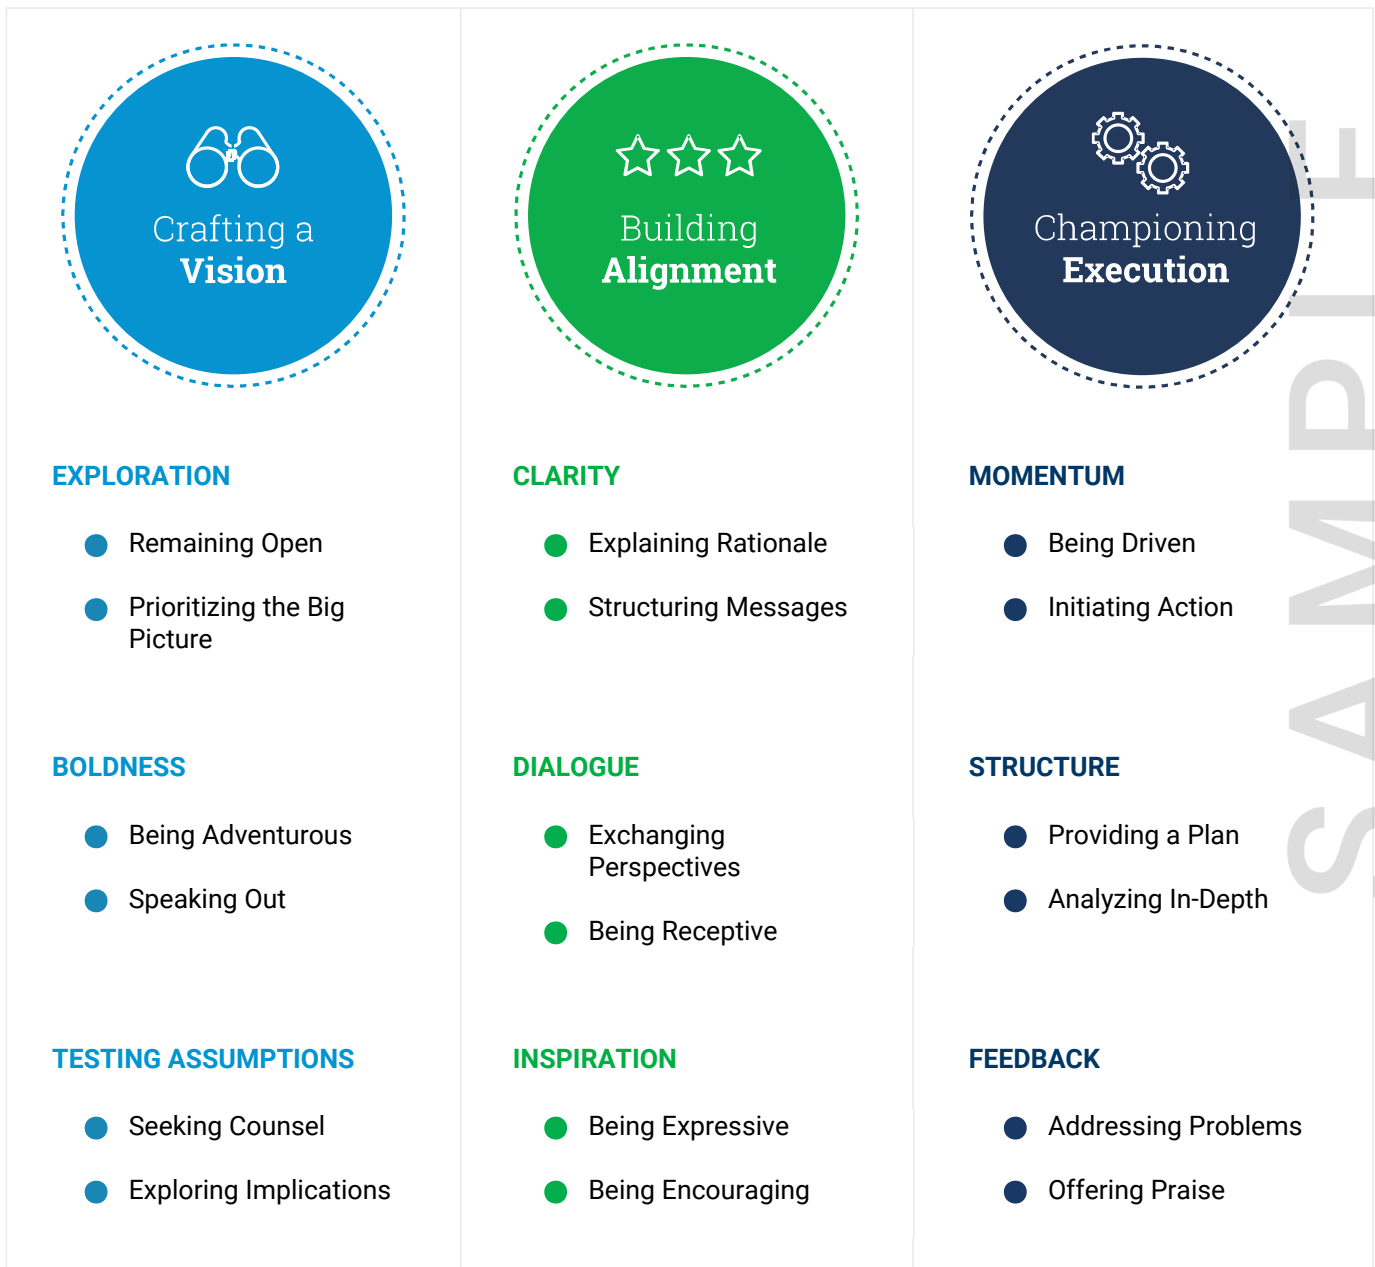 Crafting a
Vision
EXPLORATION
Remaining Open
Prioritizing the Big
Picture
BOLDNESS
Being Adventurous
Speaking Out
TESTING ASSUMPTIONS
Seeking Counsel
Exploring Implications
Building
Alignment
CLARITY
Explaining Rationale
Structuring Messages
DIALOGUE
Exchanging
Perspectives
Being Receptive
INSPIRATION
Being Expressive
Being Encouraging
Championing
Execution
MOMENTUM
Being Driven
Initiating Action
STRUCTURE
Providing a Plan
Analyzing In-Depth
FEEDBACK
Addressing Problems
Offering Praise
SAMPLE